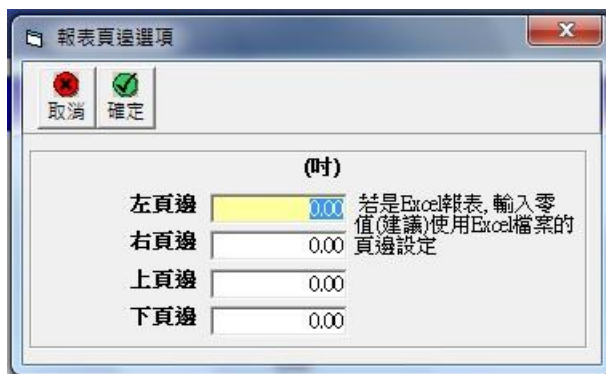 報表頁邊選項
取消 確定
(吋)
左頁邊 0.00 若是Excel報表, 輸入零
值(建議)使用Excel檔案的
右頁邊 0.00 頁邊設定
上頁邊 0.00
下頁邊 0.00